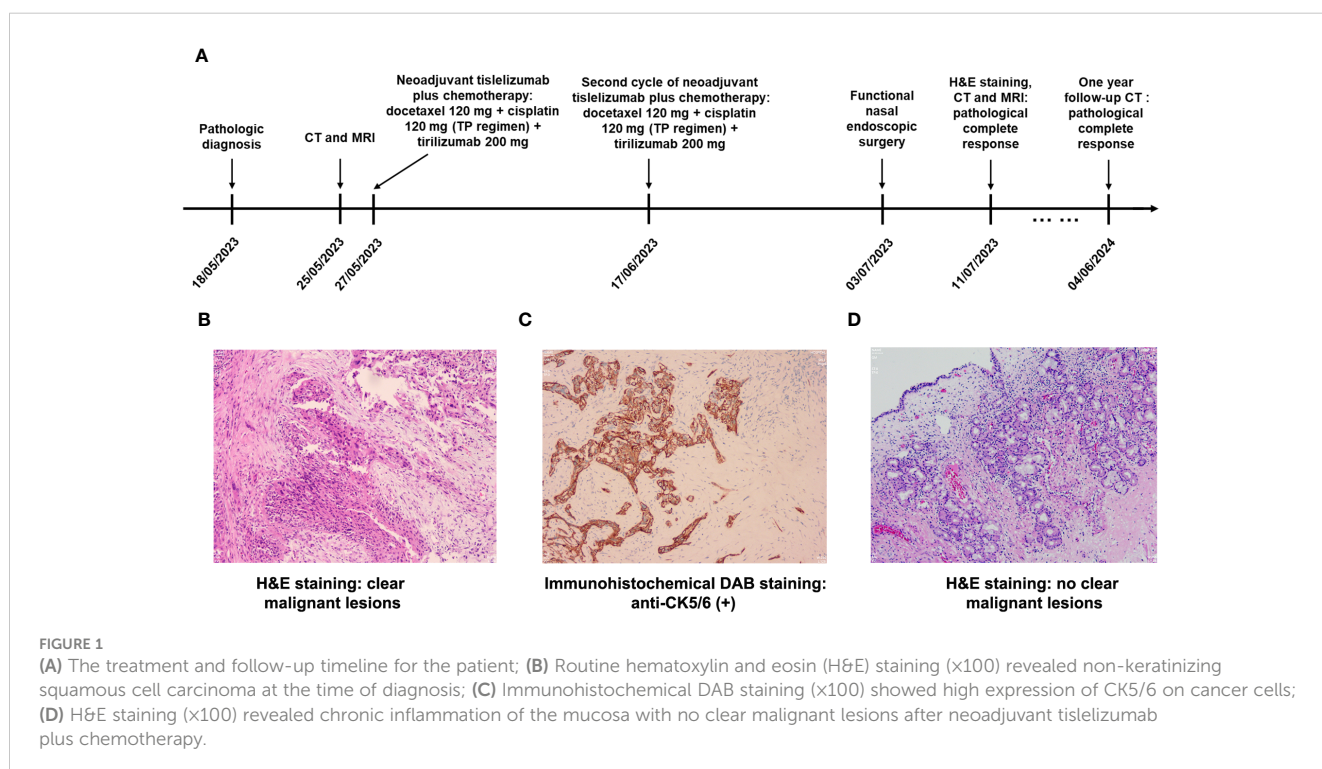 A
Pathologic
diagnosis
CT and MRI
Neoadjuvant tislelizumab
plus chemotherapy:
docetaxel 120 mg + cisplatin
120 mg (TP regimen) +
tirilizumab 200 mg
Second cycle of neoadjuvant
tislelizumab plus chemotherapy:
docetaxel 120 mg + cisplatin
120 mg (TP regimen) +
tirilizumab 200 mg
Functional
nasal
endoscopic
surgery
H&E staining,
CT and MRI:
pathological
complete
response
One year
follow-up CT :
pathological
complete
response
... ...
18/05/2023
25/05/2023
27/05/2023
17/06/2023
03/07/2023
11/07/2023
04/06/2024
B
C
D
H&E staining: clear
malignant lesions
Immunohistochemical DAB staining:
anti-CK5/6 (+)
H&E staining: no clear
malignant lesions
FIGURE 1
(A) The treatment and follow-up timeline for the patient; (B) Routine hematoxylin and eosin (H&E) staining (×100) revealed non-keratinizing
squamous cell carcinoma at the time of diagnosis; (C) Immunohistochemical DAB staining (×100) showed high expression of CK5/6 on cancer cells;
(D) H&E staining (×100) revealed chronic inflammation of the mucosa with no clear malignant lesions after neoadjuvant tislelizumab
plus chemotherapy.